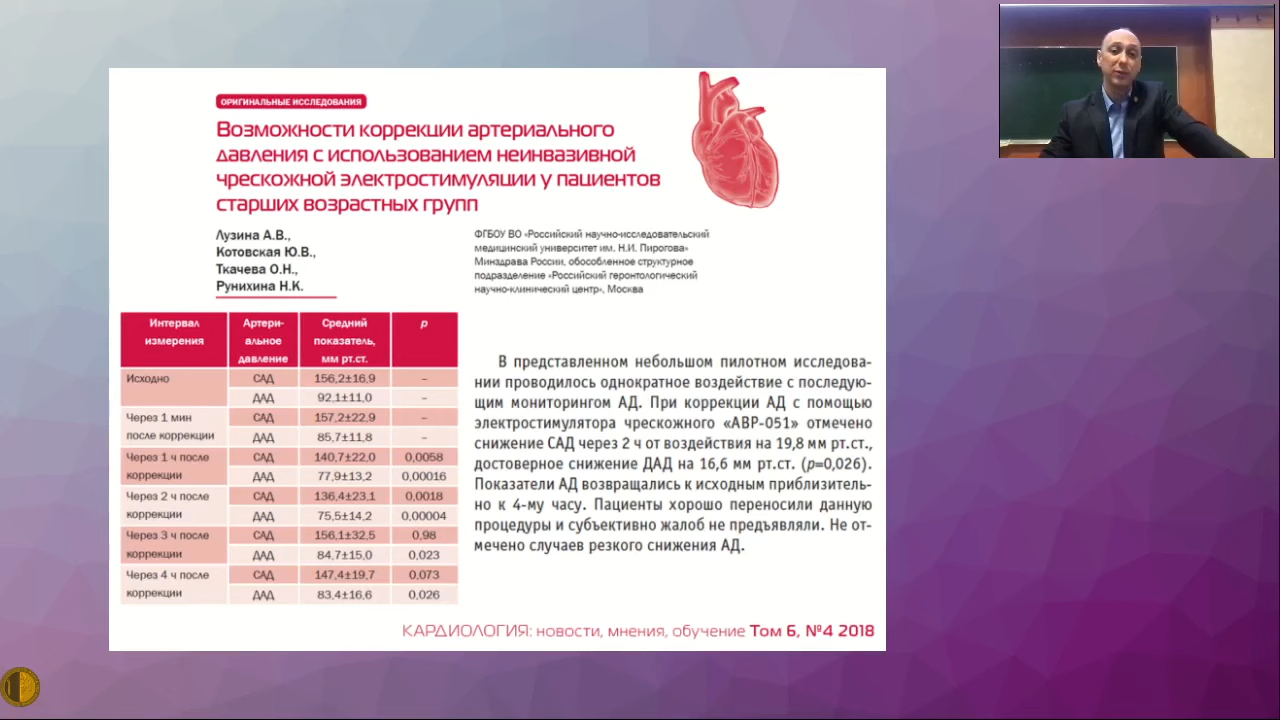 ОРИГИНАЛЬНЫЕ ИССЛЕДОВАНИЯ
Возможности коррекции артериального
давления с использованием неинвазивной
чрескожной электростимуляции у пациентов
старших возрастных групп
Лузина А.В.,
Котовская Ю.В.,
Ткачева О.Н.,
Рунихина Н.К.
ФГБОУ ВО «Российский научно-исследовательский
медицинский университет им. Н.И. Пирогова»
Минздрава России, обособленное структурное
подразделение «Российский геронтологический
научно-клинический центр», Москва
Интервал измерения | Артери-альное давление | Средний показатель, мм рт.ст. | p
Исходно | САД | 156,2±16,9 | –
ДАД | 92,1±11,0 | –
Через 1 мин после коррекции | САД | 157,2±22,9 | –
ДАД | 85,7±11,8 | –
Через 1 ч после коррекции | САД | 140,7±22,0 | 0,0058
ДАД | 77,9±13,2 | 0,00016
Через 2 ч после коррекции | САД | 136,4±23,1 | 0,0018
ДАД | 75,5±14,2 | 0,00004
Через 3 ч после коррекции | САД | 156,1±32,5 | 0,98
ДАД | 84,7±15,0 | 0,023
Через 4 ч после коррекции | САД | 147,4±19,7 | 0,073
ДАД | 83,4±16,6 | 0,026
В представленном небольшом пилотном исследова-
нии проводилось однократное воздействие с последую-
щим мониторингом АД. При коррекции АД с помощью
электростимулятора чрескожного «АВР-051» отмечено
снижение САД через 2 ч от воздействия на 19,8 мм рт.ст.,
достоверное снижение ДАД на 16,6 мм рт.ст. (p=0,026).
Показатели АД возвращались к исходным приблизитель-
но к 4-му часу. Пациенты хорошо переносили данную
процедуры и субъективно жалоб не предъявляли. Не от-
мечено случаев резкого снижения АД.
КАРДИОЛОГИЯ: новости, мнения, обучение Том 6, №4 2018